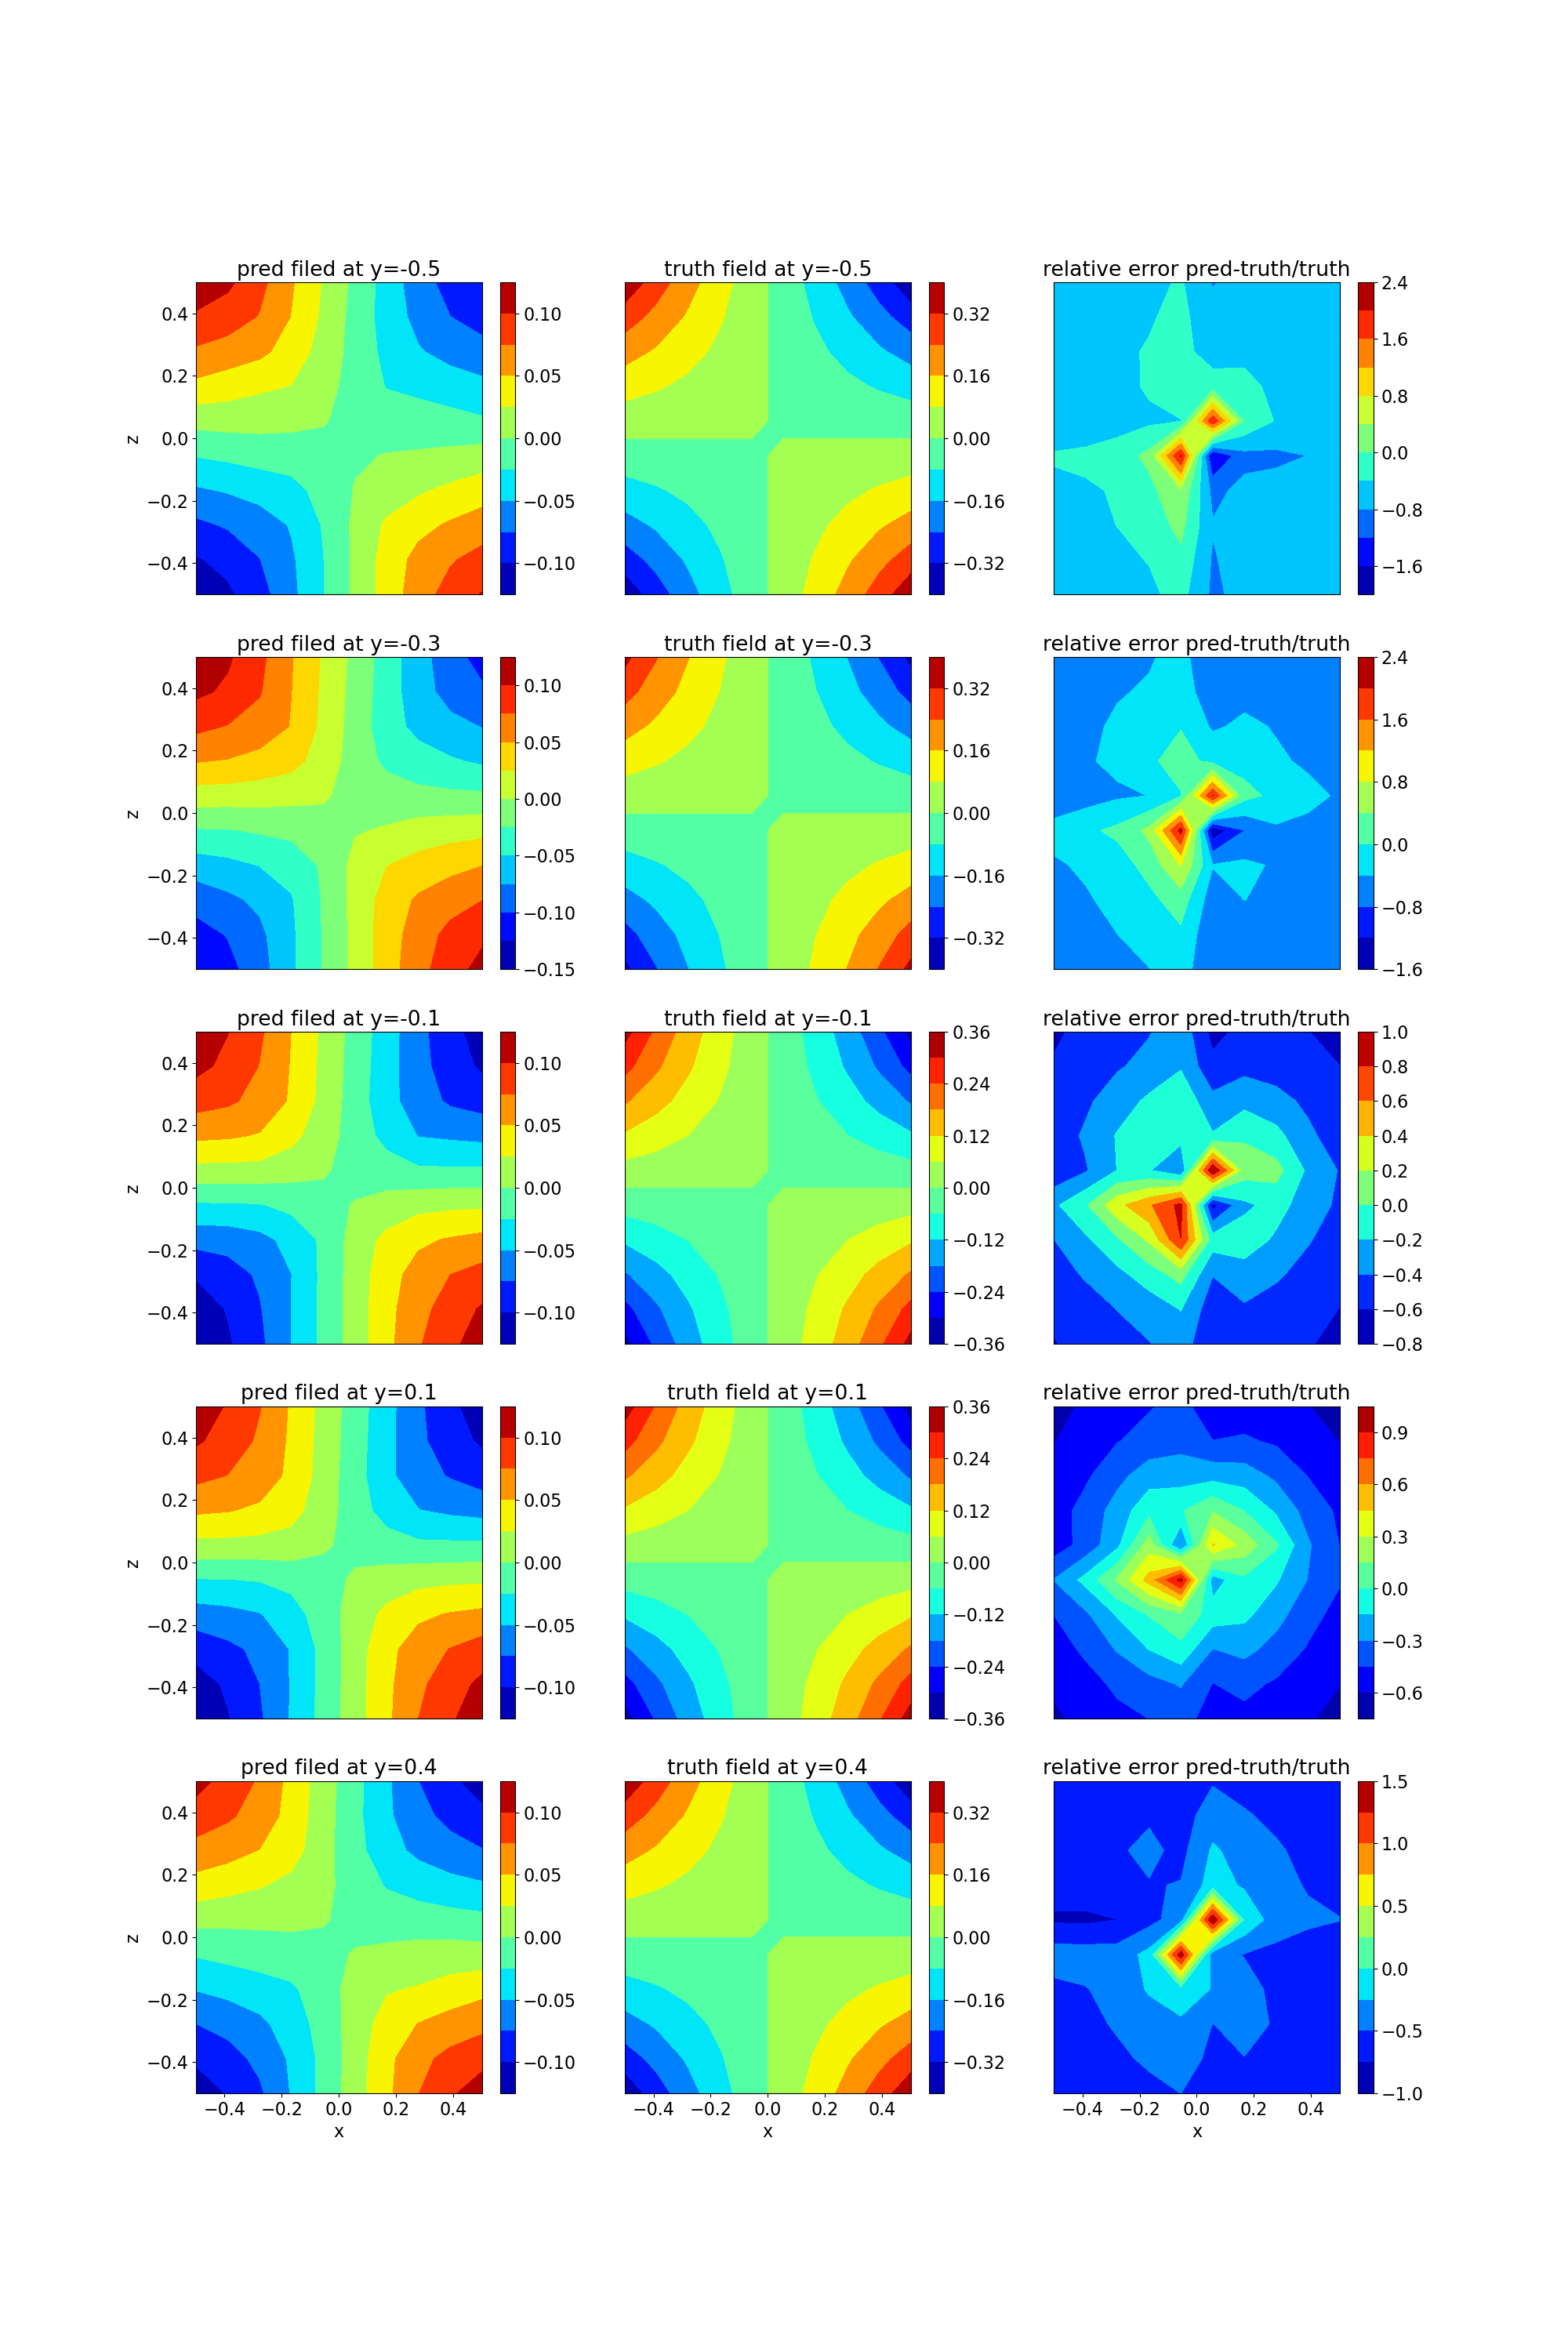 pred filed at y=-0.5 truth field at y=-0.5 relative error pred-truth/truth
z 0.4 0.2 0.0 −0.2 −0.4
0.10 0.05 0.00 −0.05 −0.10
0.32 0.16 0.00 −0.16 −0.32
2.4 1.6 0.8 0.0 −0.8 −1.6
pred filed at y=-0.3 truth field at y=-0.3 relative error pred-truth/truth
z 0.4 0.2 0.0 −0.2 −0.4
0.10 0.05 0.00 −0.05 −0.10 −0.15
0.32 0.16 0.00 −0.16 −0.32
2.4 1.6 0.8 0.0 −0.8 −1.6
pred filed at y=-0.1 truth field at y=-0.1 relative error pred-truth/truth
z 0.4 0.2 0.0 −0.2 −0.4
0.10 0.05 0.00 −0.05 −0.10
0.36 0.24 0.12 0.00 −0.12 −0.24 −0.36
1.0 0.8 0.6 0.4 0.2 0.0 −0.2 −0.4 −0.6 −0.8
pred filed at y=0.1 truth field at y=0.1 relative error pred-truth/truth
z 0.4 0.2 0.0 −0.2 −0.4
0.10 0.05 0.00 −0.05 −0.10
0.36 0.24 0.12 0.00 −0.12 −0.24 −0.36
0.9 0.6 0.3 0.0 −0.3 −0.6
pred filed at y=0.4 truth field at y=0.4 relative error pred-truth/truth
z 0.4 0.2 0.0 −0.2 −0.4
0.10 0.05 0.00 −0.05 −0.10
0.32 0.16 0.00 −0.16 −0.32
1.5 1.0 0.5 0.0 −0.5 −1.0
−0.4 −0.2 0.0 0.2 0.4 −0.4 −0.2 0.0 0.2 0.4 −0.4 −0.2 0.0 0.2 0.4
x x x